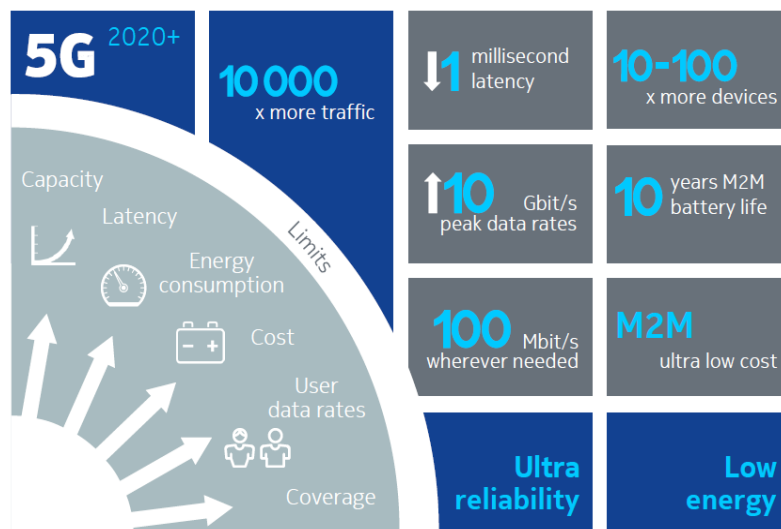 5G 2020+
10 000
x more traffic
1 millisecond
latency
10-100
x more devices
Capacity
Latency
Energy
consumption
Cost
User
data rates
Coverage
Limits
10 Gbit/s
peak data rates
10 years M2M
battery life
100 Mbit/s
wherever needed
M2M
ultra low cost
Ultra
reliability
Low
energy